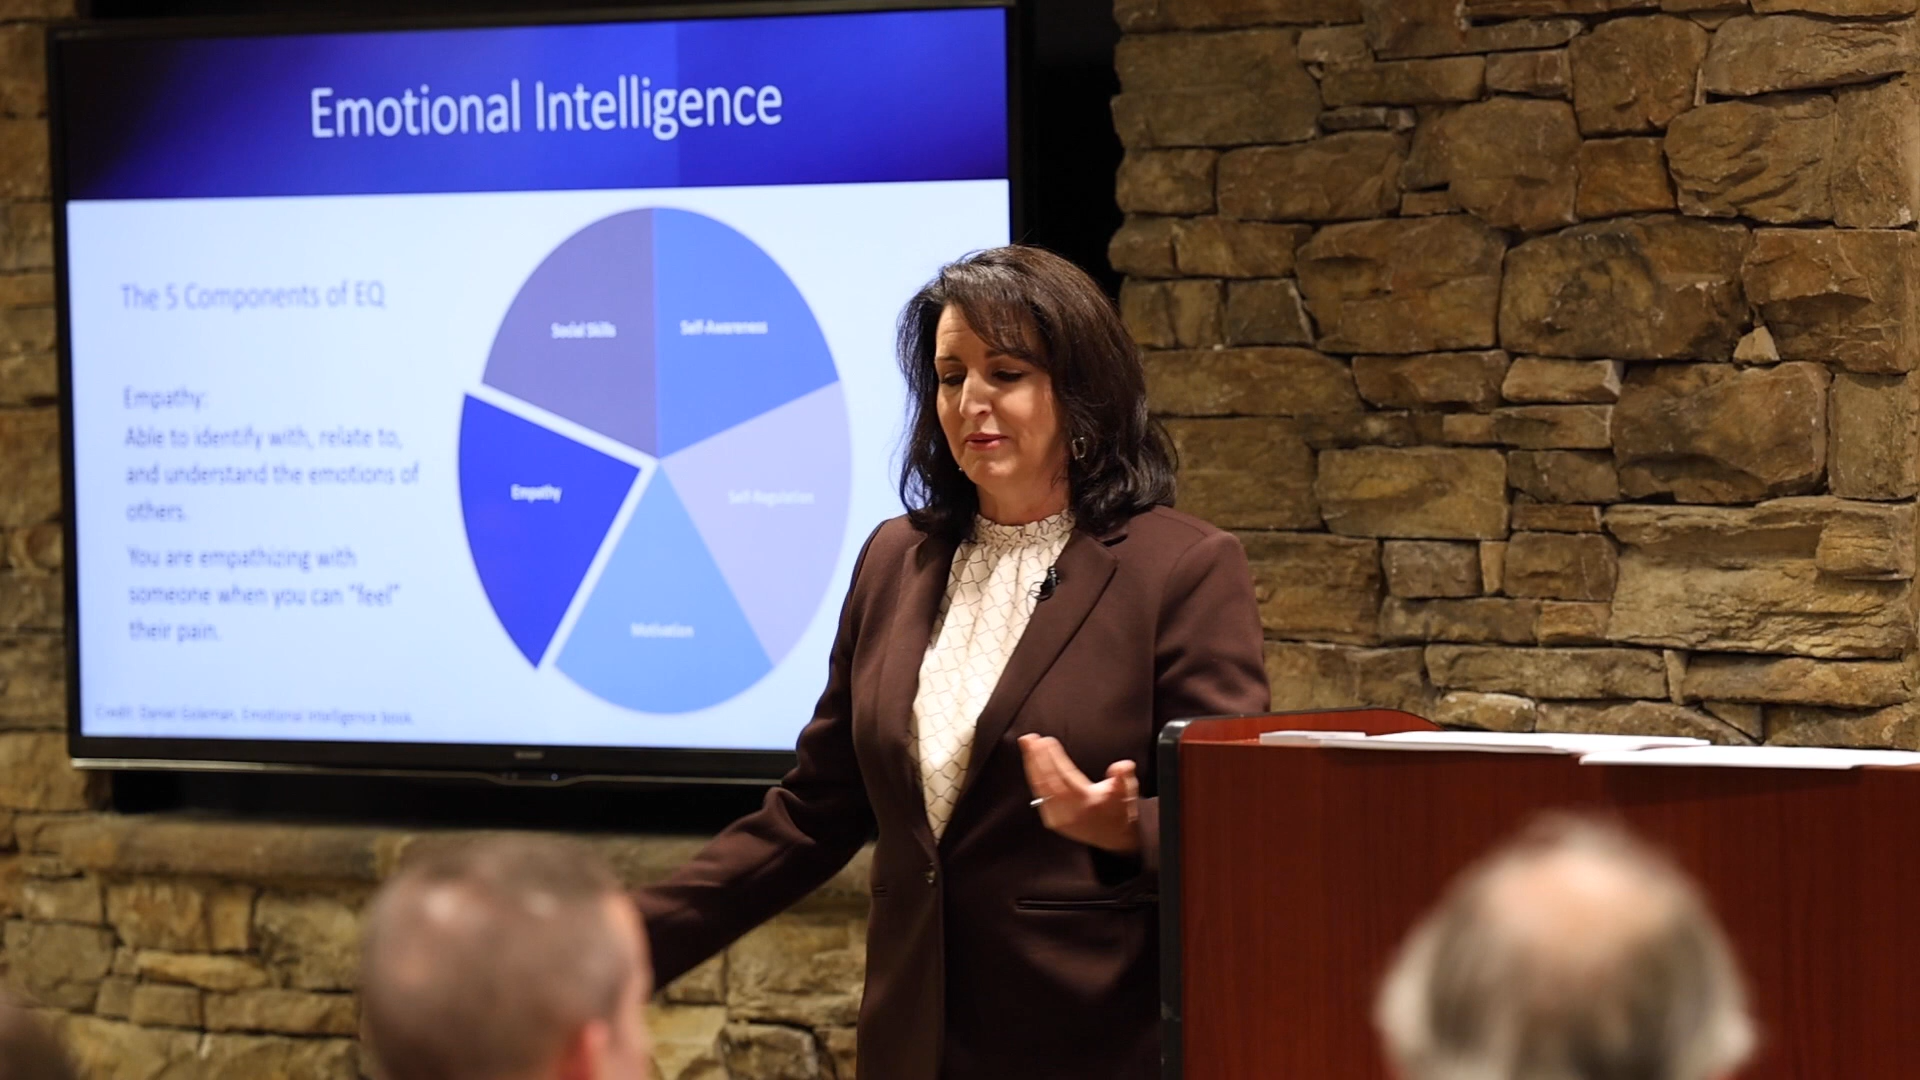 Emotional Intelligence
The 5 Components of EQ
Empathy:
Able to identify with, relate to,
and understand the emotions of
others.
You are empathizing with
someone when you can "feel"
their pain.
Credit: Daniel Goleman, Emotional Intelligence book.
Social Skills
Self-Awareness
Empathy
Self-Regulation
Motivation